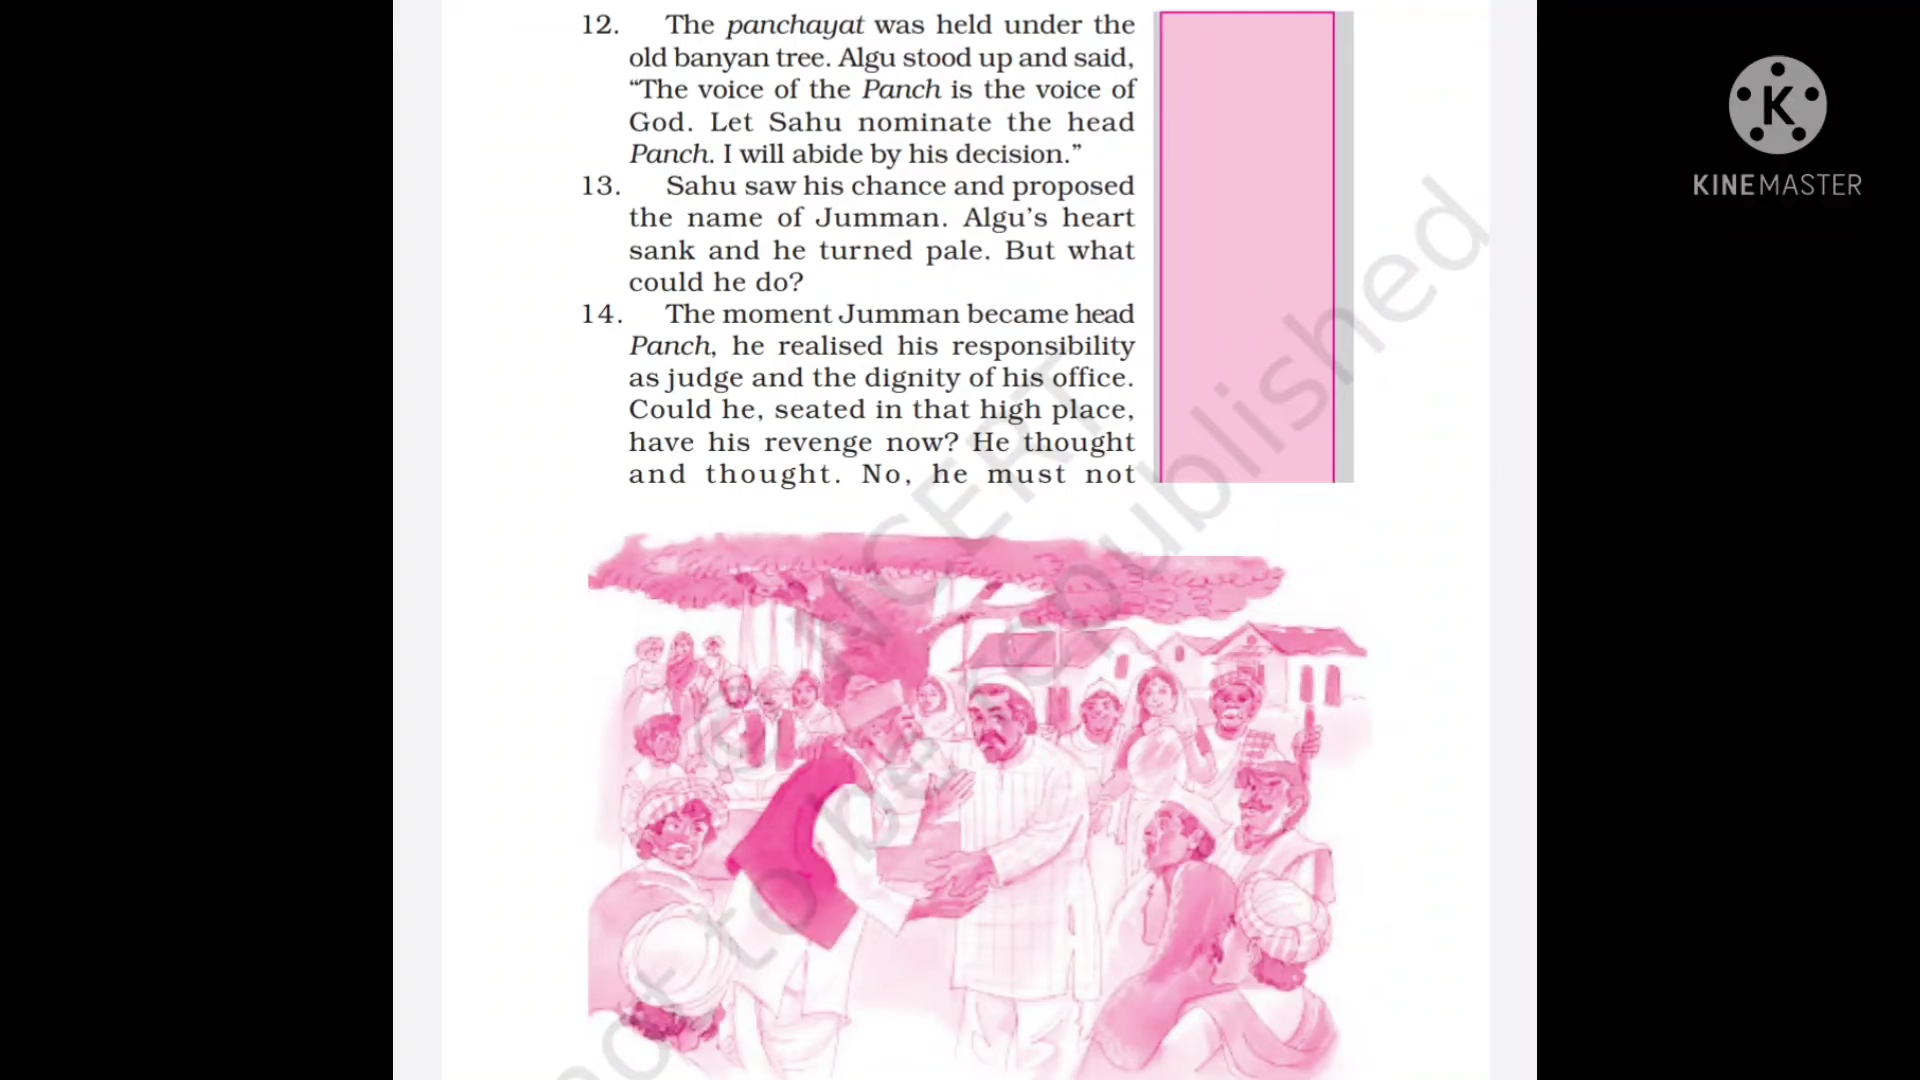 12. The panchayat was held under the
old banyan tree. Algu stood up and said,
“The voice of the Panch is the voice of
God. Let Sahu nominate the head
Panch. I will abide by his decision.”
13. Sahu saw his chance and proposed
the name of Jumman. Algu’s heart
sank and he turned pale. But what
could he do?
14. The moment Jumman became head
Panch, he realised his responsibility
as judge and the dignity of his office.
Could he, seated in that high place,
have his revenge now? He thought
and thought. No, he must not
© NCERT
not to be republished
K
KINEMASTER